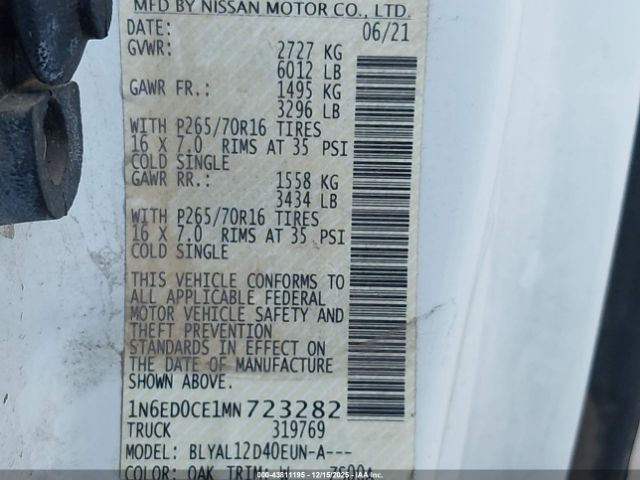 MFD BY NISSAN MOTOR CO., LTD.
DATE: 06/21
GVWR: 2727 KG
6012 LB
GAWR FR.: 1495 KG
3296 LB
WITH P265/70R16 TIRES
16 X 7.0 RIMS AT 35 PSI
COLD SINGLE
GAWR RR.: 1558 KG
3434 LB
WITH P265/70R16 TIRES
16 X 7.0 RIMS AT 35 PSI
COLD SINGLE
THIS VEHICLE CONFORMS TO
ALL APPLICABLE FEDERAL
MOTOR VEHICLE SAFETY AND
THEFT PREVENTION
STANDARDS IN EFFECT ON
THE DATE OF MANUFACTURE
SHOWN ABOVE.
1N6ED0CE1MN723282
TRUCK 319769
MODEL: BLYAL12D40EUN-A---
COLOR: QAK TRIM:
© 00-43811195 - 12/15/2025 - IAAI.COM